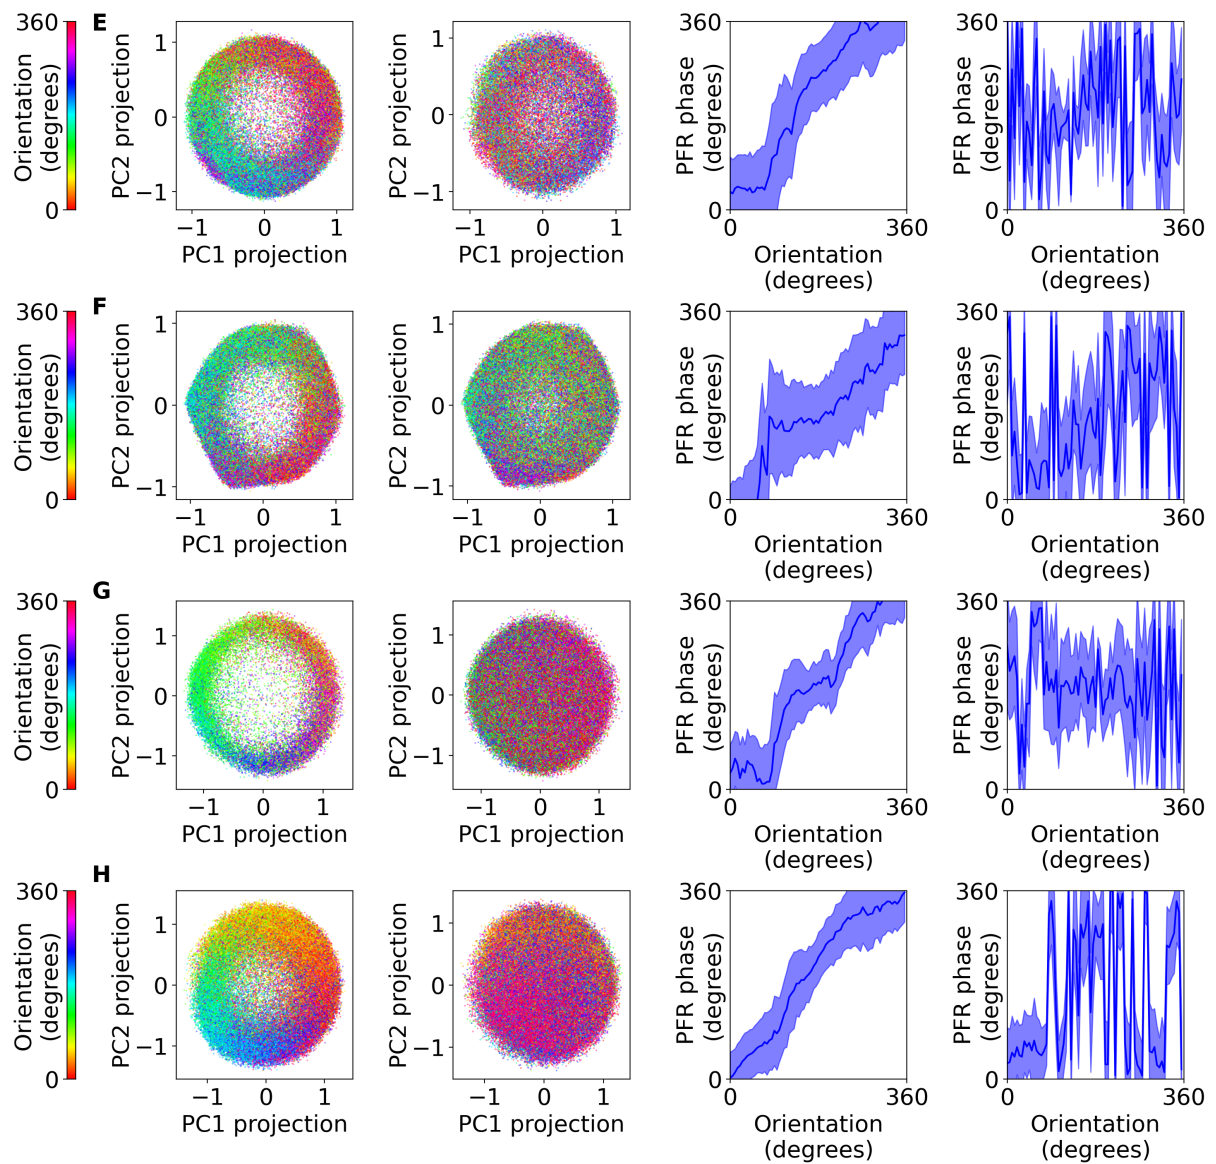 E
360
Orientation
(degrees)
0
PC2 projection
1
0
−1
−1 0 1
PC1 projection
PC2 projection
1
0
−1
−1 0 1
PC1 projection
PFR phase
(degrees)
360
0
0 360
Orientation
(degrees)
PFR phase
(degrees)
360
0
0 360
Orientation
(degrees)
F
360
Orientation
(degrees)
0
PC2 projection
1
0
−1
−1 0 1
PC1 projection
PC2 projection
1
0
−1
−1 0 1
PC1 projection
PFR phase
(degrees)
360
0
0 360
Orientation
(degrees)
PFR phase
(degrees)
360
0
0 360
Orientation
(degrees)
G
360
Orientation
(degrees)
0
PC2 projection
1
0
−1
−1 0 1
PC1 projection
PC2 projection
1
0
−1
−1 0 1
PC1 projection
PFR phase
(degrees)
360
0
0 360
Orientation
(degrees)
PFR phase
(degrees)
360
0
0 360
Orientation
(degrees)
H
360
Orientation
(degrees)
0
PC2 projection
1
0
−1
−1 0 1
PC1 projection
PC2 projection
1
0
−1
−1 0 1
PC1 projection
PFR phase
(degrees)
360
0
0 360
Orientation
(degrees)
PFR phase
(degrees)
360
0
0 360
Orientation
(degrees)